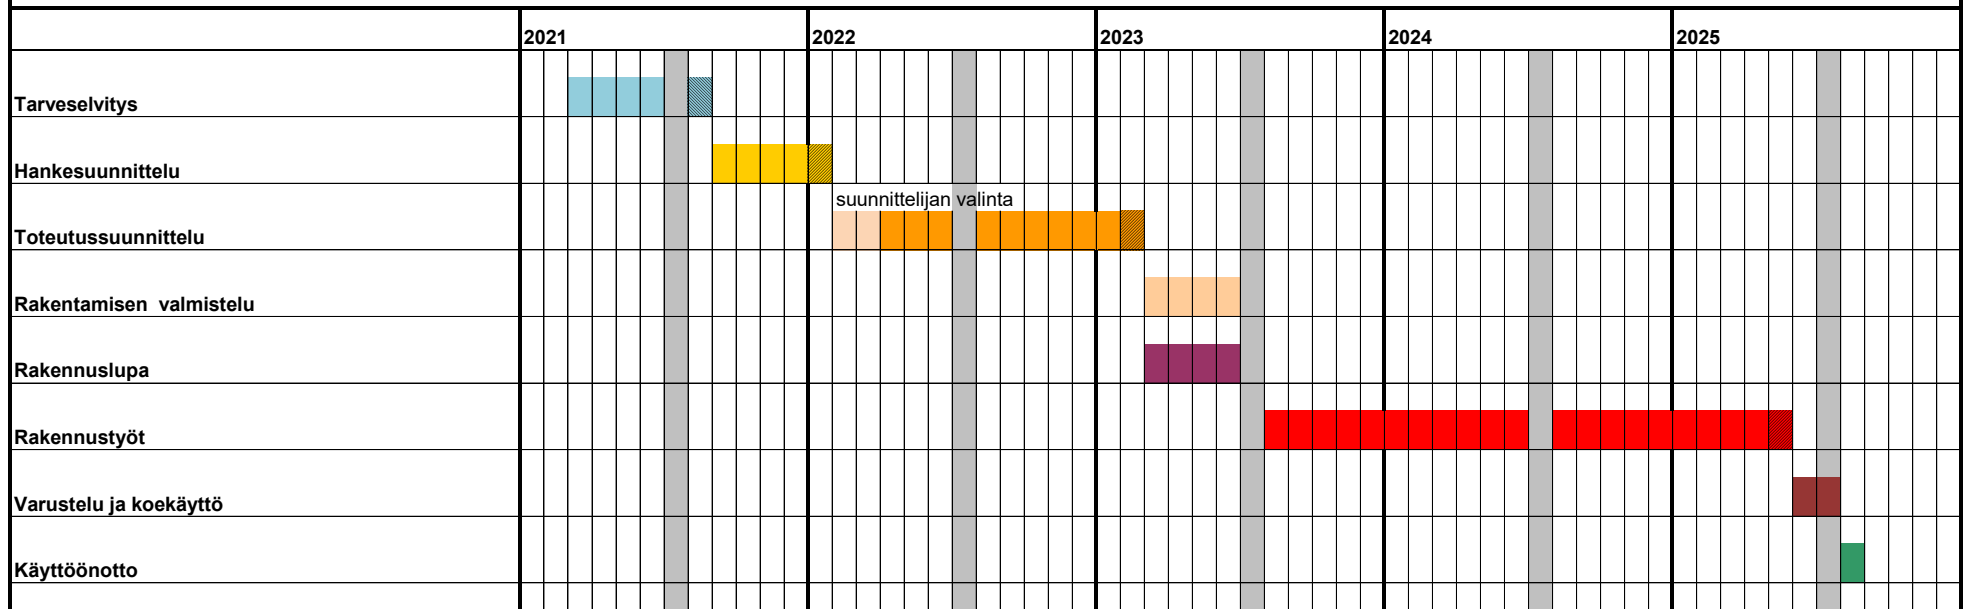 2021 2022 2023 2024 2025
Tarveselvitys
Hankesuunnittelu
suunnittelijan valinta
Toteutussuunnittelu
Rakentamisen  valmistelu
Rakennuslupa
Rakennustyöt
Varustelu ja koekäyttö
Käyttöönotto